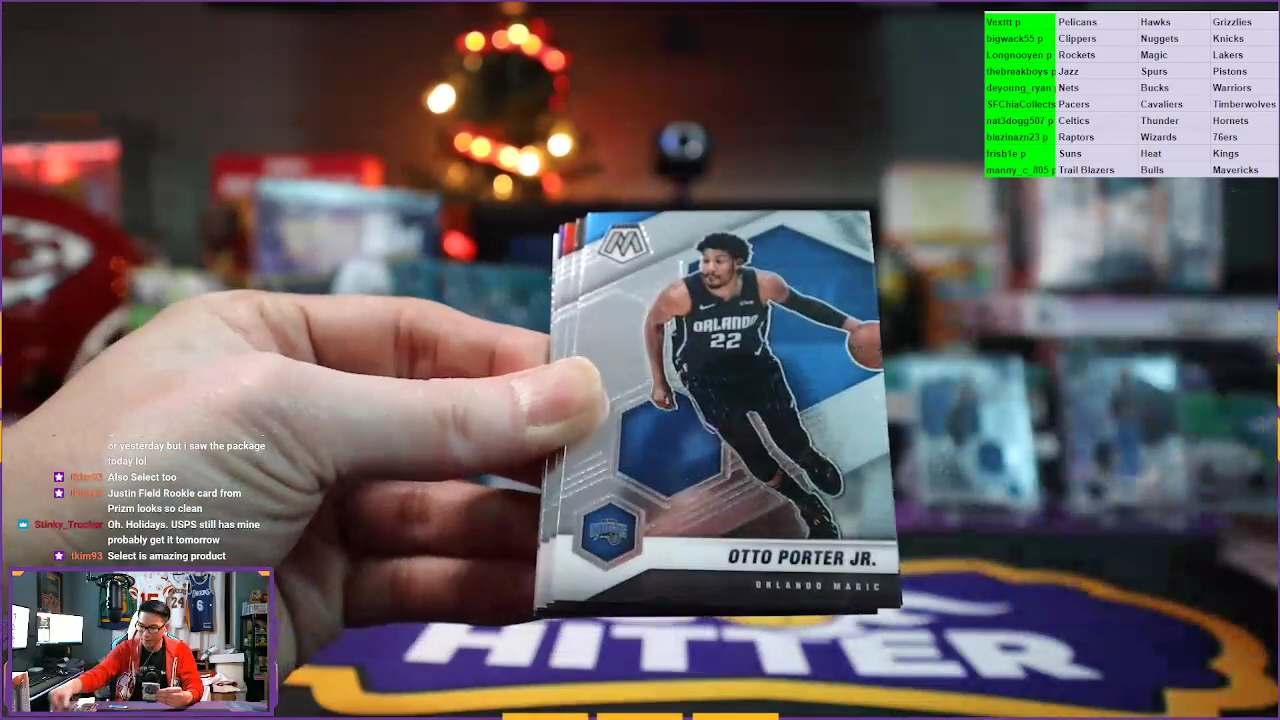 Vexttt p Pelicans Hawks Grizzlies
bigwack55 p Clippers Nuggets Knicks
Longnooyen p Rockets Magic Lakers
thebreakboys p Jazz Spurs Pistons
deyoung_ryan Nets Bucks Warriors
SFChiaCollects Pacers Cavaliers Timberwolves
nat3dogg507 p Celtics Thunder Hornets
blazinazn23 p Raptors Wizards 76ers
frisb1e p Suns Heat Kings
manny_c_805 p Trail Blazers Bulls Mavericks
M
ORLANDO
22
OTTO PORTER JR.
ORLANDO MAGIC
or yesterday but i saw the package
today lol
tkim93 Also Select too
Justin Field Rookie card from
Prizm looks so clean
Stinky_Trucker Oh. Holidays. USPS still has mine
probably get it tomorrow
tkim93 Select is amazing product
HITTER
24
6